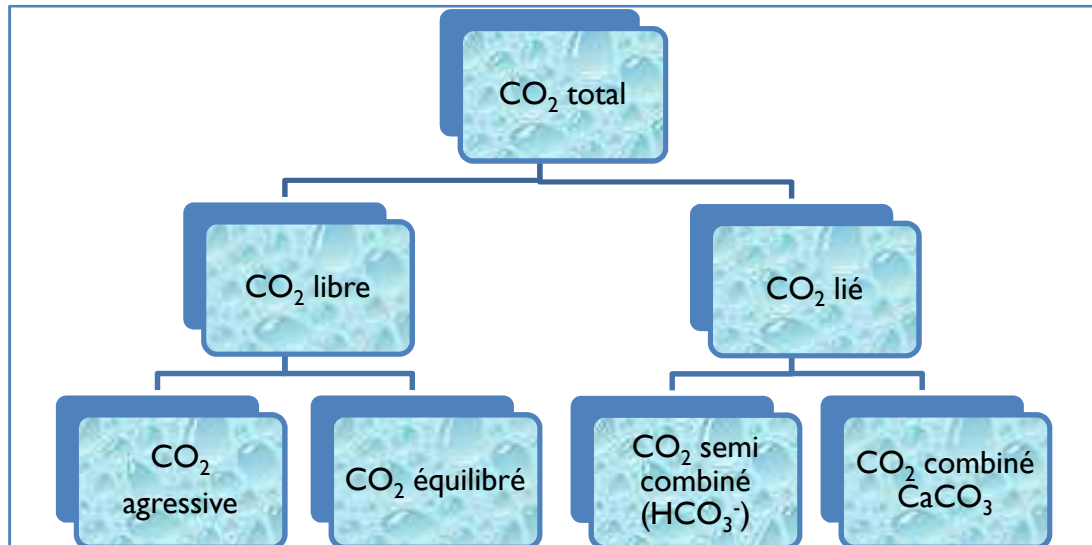 CO₂ total
CO₂ libre
CO₂ lié
CO₂
agressive
CO₂ équilibré
CO₂ semi
combiné
(HCO₃⁻)
CO₂ combiné
CaCO₃